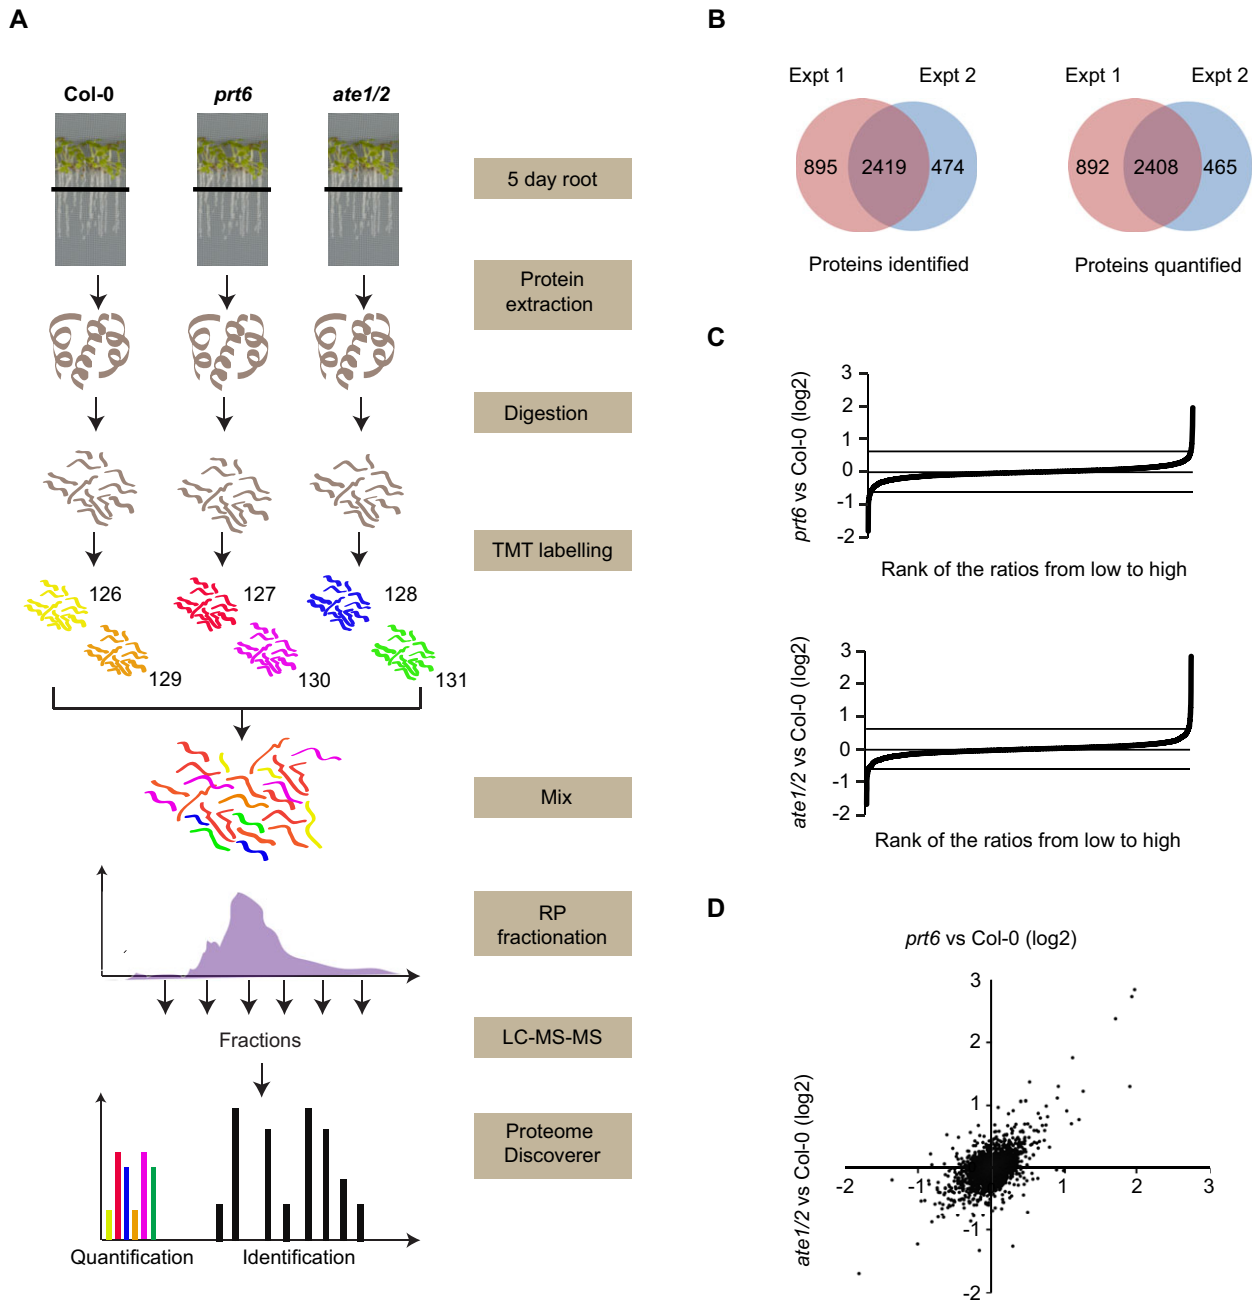 A
Col-0
prt6
ate1/2
5 day root
Protein
extraction
Digestion
TMT labelling
126
127
128
129
130
131
Mix
RP
fractionation
Fractions
LC-MS-MS
Proteome
Discoverer
Quantification
Identification
B
Expt 1
Expt 2
895
2419
474
Proteins identified
Expt 1
Expt 2
892
2408
465
Proteins quantified
C
prt6 vs Col-0 (log2)
3
2
1
0
-1
-2
Rank of the ratios from low to high
ate1/2 vs Col-0 (log2)
3
2
1
0
-1
-2
Rank of the ratios from low to high
D
prt6 vs Col-0 (log2)
ate1/2 vs Col-0 (log2)
3
2
1
-1
-2
-2
-1
1
2
3